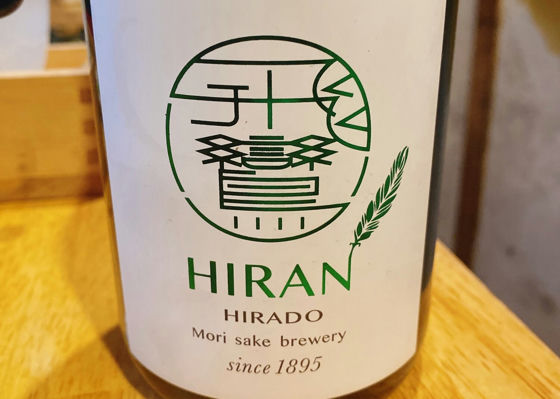 HIRAN
HIRADO
Mori sake brewery
since 1895